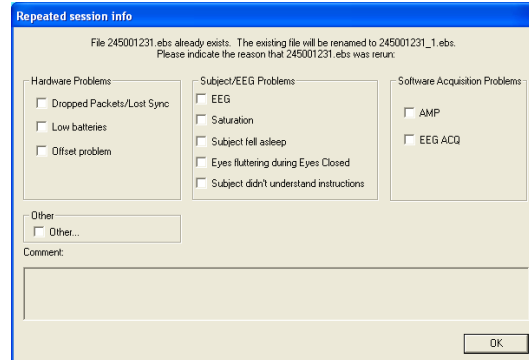 Repeated session info
File 245001231.ebs already exists. The existing file will be renamed to 245001231_1.ebs.
Please indicate the reason that 245001231.ebs was rerun:
Hardware Problems
Dropped Packets/Lost Sync
Low batteries
Offset problem
Subject/EEG Problems
EEG
Saturation
Subject fell asleep
Eyes fluttering during Eyes Closed
Subject didn't understand instructions
Software Acquisition Problems
AMP
EEG ACQ
Other
Other...
Comment:
OK